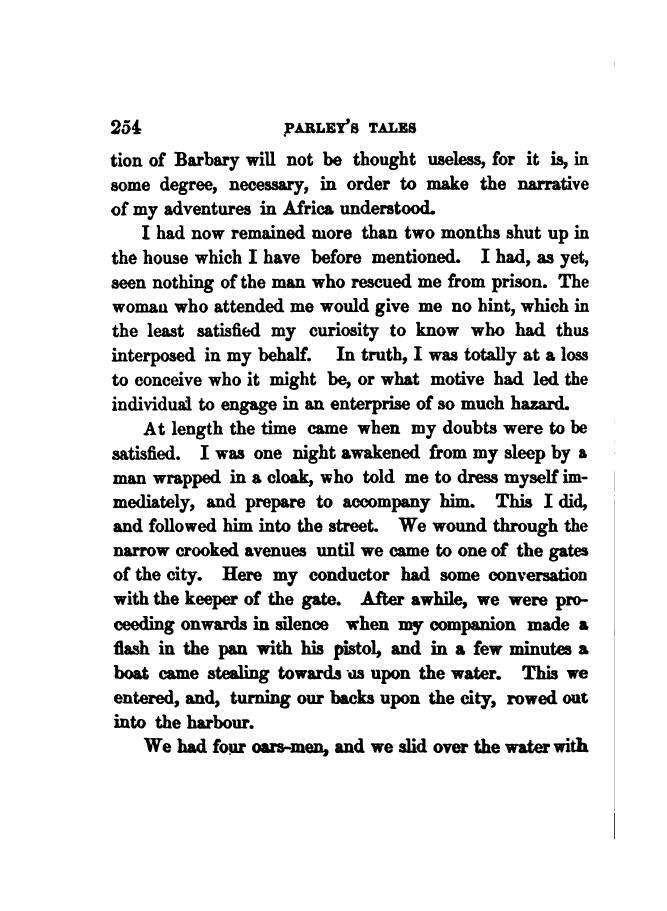 254 PARLEY'S TALES
tion of Barbary will not be thought useless, for it is, in
some degree, necessary, in order to make the narrative
of my adventures in Africa understood.
I had now remained more than two months shut up in
the house which I have before mentioned. I had, as yet,
seen nothing of the man who rescued me from prison. The
woman who attended me would give me no hint, which in
the least satisfied my curiosity to know who had thus
interposed in my behalf. In truth, I was totally at a loss
to conceive who it might be, or what motive had led the
individual to engage in an enterprise of so much hazard.
At length the time came when my doubts were to be
satisfied. I was one night awakened from my sleep by a
man wrapped in a cloak, who told me to dress myself im-
mediately, and prepare to accompany him. This I did,
and followed him into the street. We wound through the
narrow crooked avenues until we came to one of the gates
of the city. Here my conductor had some conversation
with the keeper of the gate. After awhile, we were pro-
ceeding onwards in silence when my companion made a
flash in the pan with his pistol, and in a few minutes a
boat came stealing towards us upon the water. This we
entered, and, turning our backs upon the city, rowed out
into the harbour.
We had four oars-men, and we slid over the water with